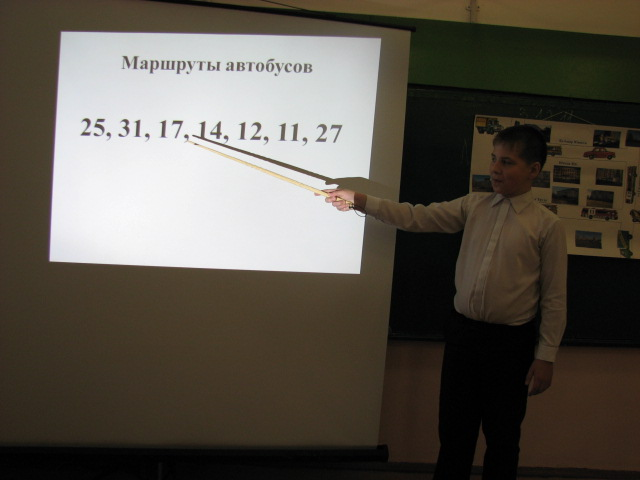 Маршруты автобусов
25, 31, 17, 14, 12, 11, 27